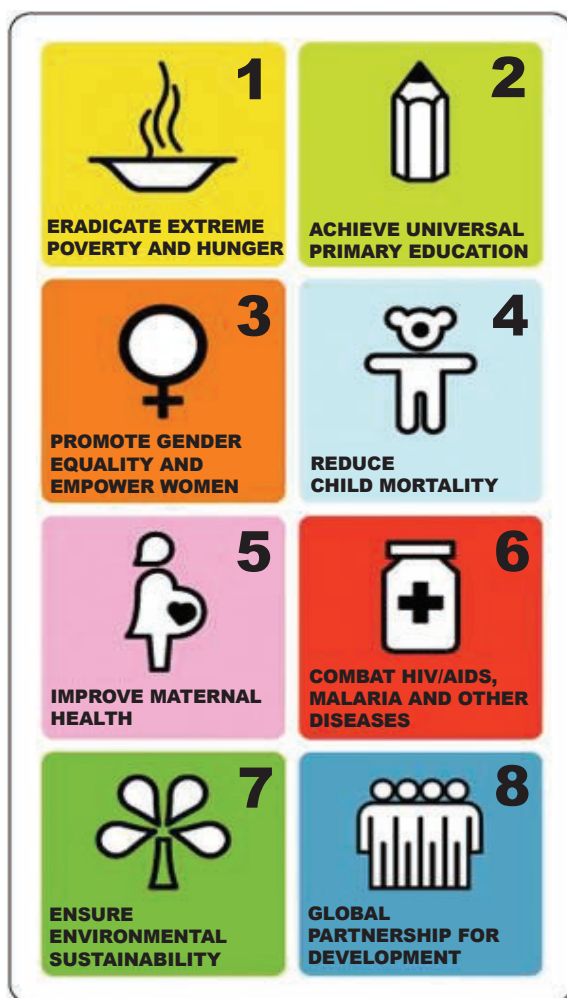 1
ERADICATE EXTREME
POVERTY AND HUNGER
2
ACHIEVE UNIVERSAL
PRIMARY EDUCATION
3
PROMOTE GENDER
EQUALITY AND
EMPOWER WOMEN
4
REDUCE
CHILD MORTALITY
5
IMPROVE MATERNAL
HEALTH
6
COMBAT HIV/AIDS,
MALARIA AND OTHER
DISEASES
7
ENSURE
ENVIRONMENTAL
SUSTAINABILITY
8
GLOBAL
PARTNERSHIP FOR
DEVELOPMENT